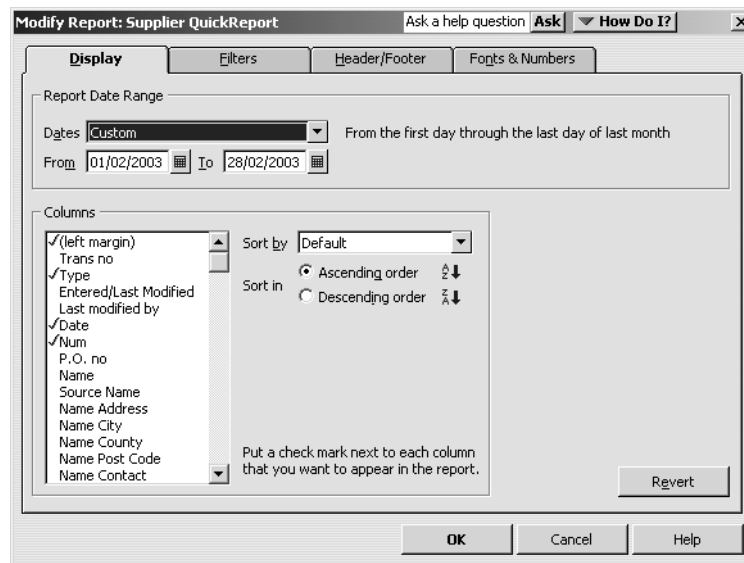 Modify Report: Supplier QuickReport Ask a help question Ask How Do I?
Display Filters Header/Footer Fonts & Numbers
Report Date Range
Dates Custom From the first day through the last day of last month
From 01/02/2003 To 28/02/2003
Columns
(left margin)
Trans no
Type
Entered/Last Modified
Last modified by
Date
Num
P.O. no
Name
Source Name
Name Address
Name City
Name County
Name Post Code
Name Contact
Sort by Default
Sort in
Ascending order
Descending order
Put a check mark next to each column
that you want to appear in the report.
Revert
OK Cancel Help